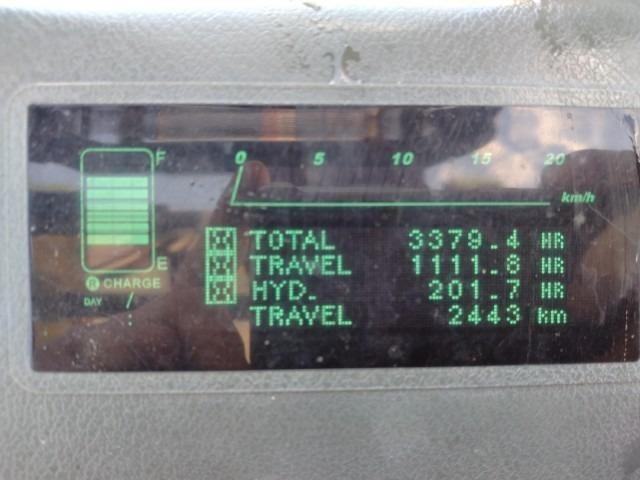 F
0 5 10 15 20
km/h
TOTAL 3379.4 HR
E
TRAVEL 1111.8 HR
R CHARGE
HYD. 201.7 HR
DAY / :
TRAVEL 2443 km